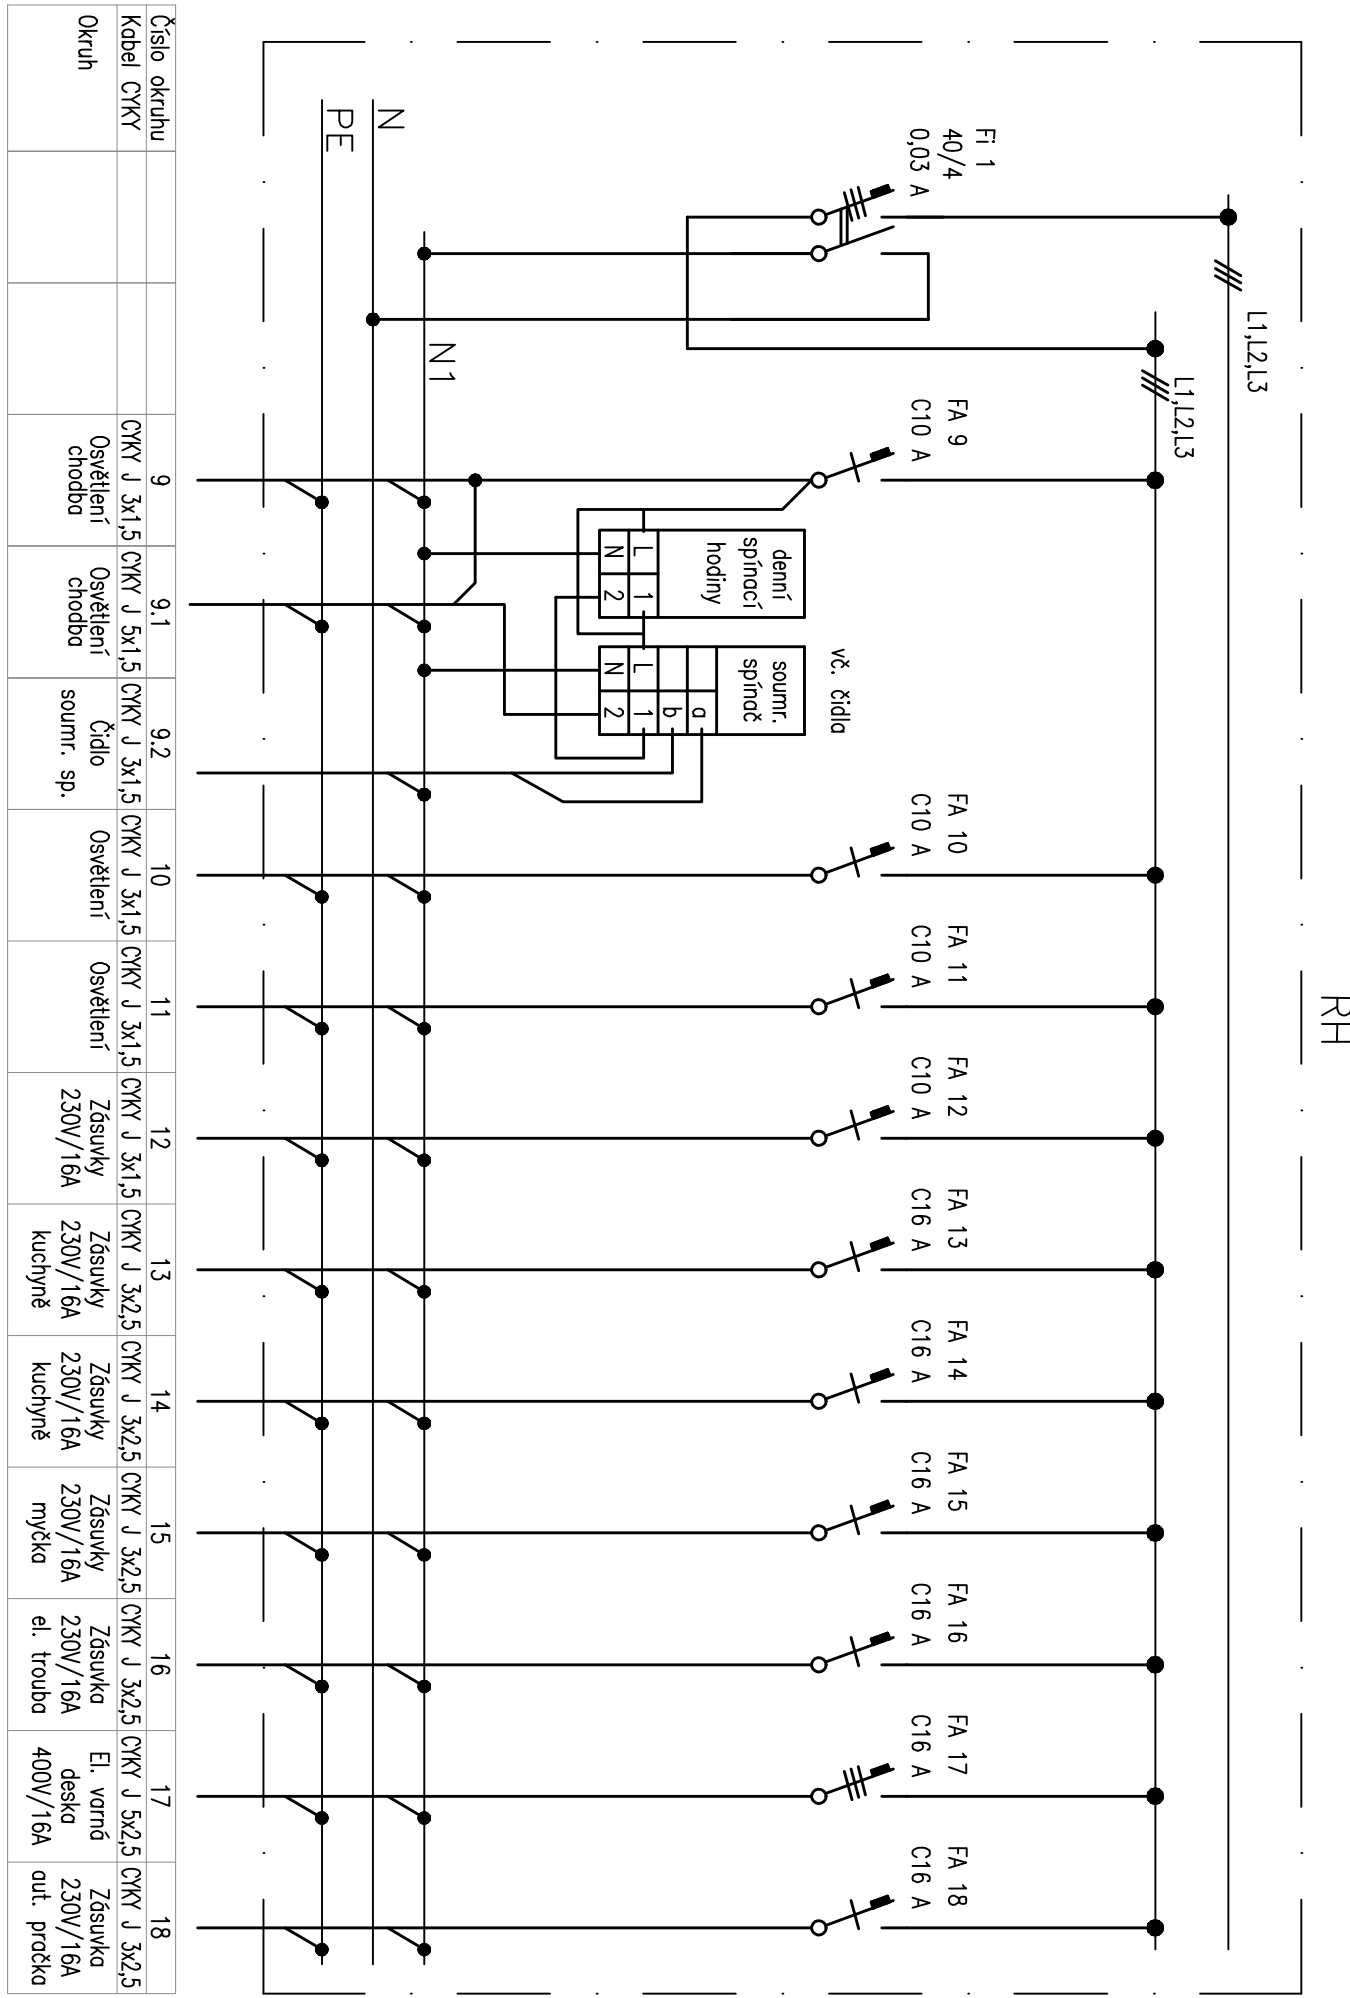 RH
L1,L2,L3
L1,L2,L3
Fi 1
40/4
0,03 A
FA 9
C10 A
FA 10
C10 A
FA 11
C10 A
FA 12
C10 A
FA 13
C16 A
FA 14
C16 A
FA 15
C16 A
FA 16
C16 A
FA 17
C16 A
FA 18
C16 A
vč. čidla
denní
spínací
hodiny
L 1
N 2
soumr.
spínač
a
b
L 1
N 2
N1
N
PE
Číslo okruhu 9 9.1 9.2 10 11 12 13 14 15 16 17 18
Kabel CYKY CYKY J 3x1,5 CYKY J 5x1,5 CYKY J 3x1,5 CYKY J 3x1,5 CYKY J 3x1,5 CYKY J 3x1,5 CYKY J 3x2,5 CYKY J 3x2,5 CYKY J 3x2,5 CYKY J 3x2,5 CYKY J 5x2,5 CYKY J 3x2,5
Okruh
Osvětlení
chodba
Osvětlení
chodba
Čidlo
soumr. sp.
Osvětlení
Osvětlení
Zásuvky
230V/16A
Zásuvky
230V/16A
kuchyně
Zásuvky
230V/16A
kuchyně
Zásuvky
230V/16A
myčka
Zásuvka
230V/16A
el. trouba
El. varná
deska
400V/16A
Zásuvka
230V/16A
aut. pračka